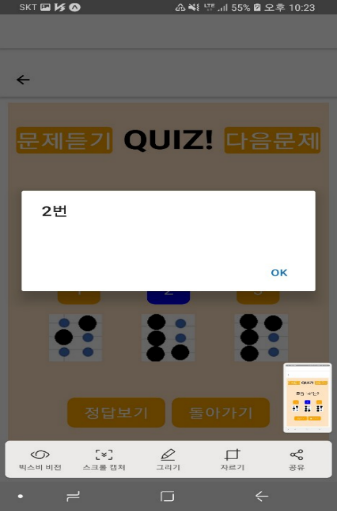 SKT 55% 오후 10:23
문제듣기 QUIZ! 다음문제
2번
OK
1 2 3
정답보기 돌아가기
빅스비 비전 스크롤 캡처 그리기 자르기 공유